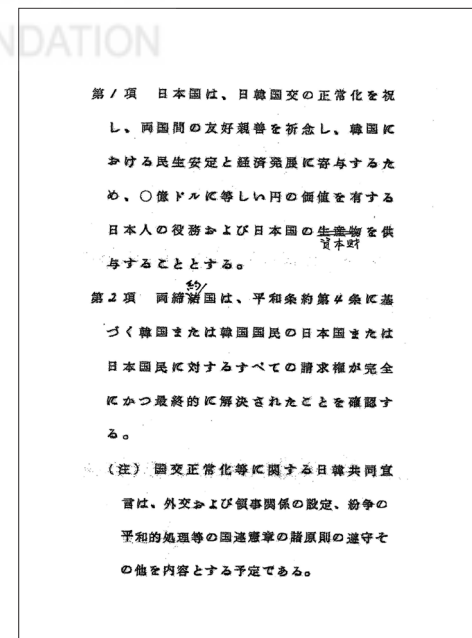 NDATION
第1項　日本国は、日韓国交の正常化を祝
し、両国間の友好親善を祈念し、韓国に
おける民生安定と経済発展に寄与するた
め、〇億ドルに等しい円の価値を有する
日本人の役務および日本国の生産物を供
資本財
与することとする。
約
第2項　両締結国は、平和条約第4条に基
づく韓国または韓国国民の日本国または
日本国民に対するすべての請求権が完全
にかつ最終的に解決されたことを確認す
る。
（注）国交正常化等に関する日韓共同宣
言は、外交および領事関係の設定、紛争の
平和的処理等の国連憲章の諸原則の遵守そ
の他を内容とする予定である。